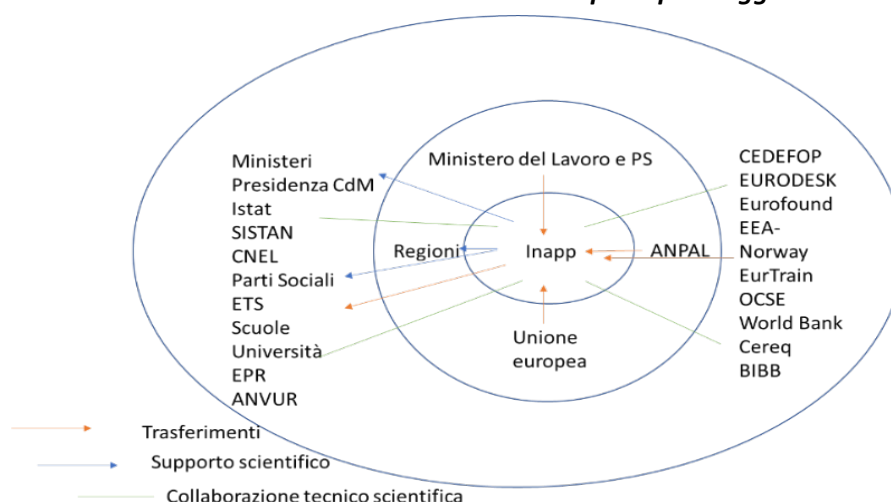 Ministeri
Presidenza CdM
Istat
SISTAN
CNEL
Parti Sociali
ETS
Scuole
Università
EPR
ANVUR
Ministero del Lavoro e PS
Regioni
Inapp
ANPAL
Unione
europea
CEDEFOP
EURODESK
Eurofound
EEA-
Norway
EurTrain
OCSE
World Bank
Cereq
BIBB
Trasferimenti
Supporto scientifico
Collaborazione tecnico scientifica